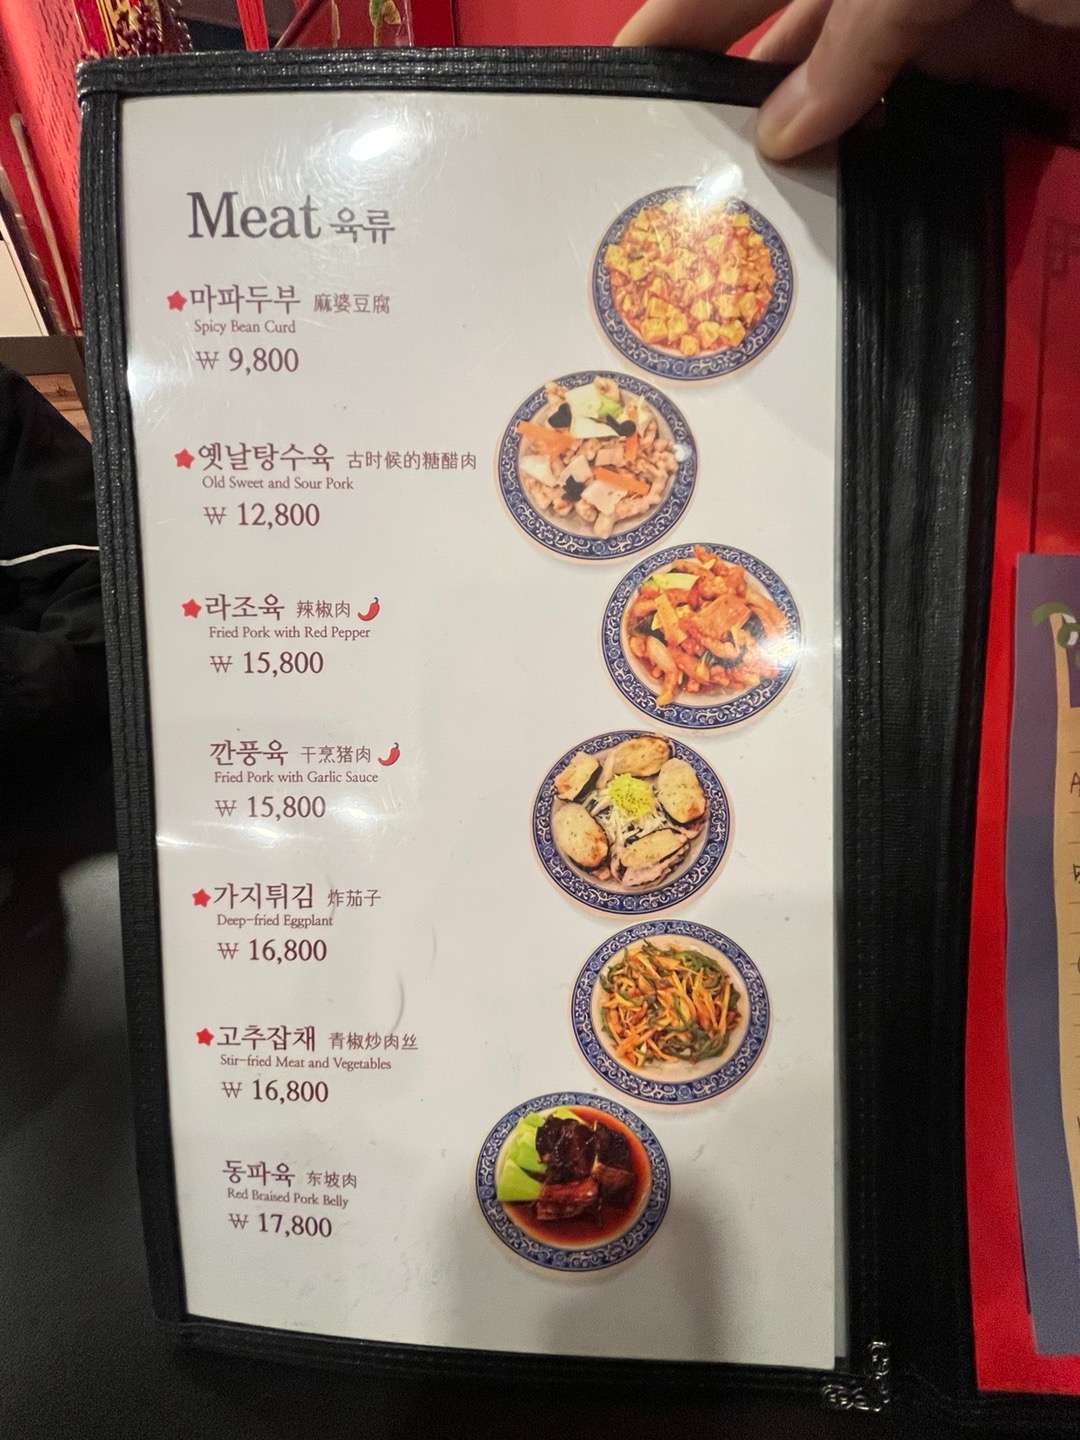 Meat 육류
마파두부 麻婆豆腐
Spicy Bean Curd
₩ 9,800
옛날탕수육 古时候的糖醋肉
Old Sweet and Sour Pork
₩ 12,800
라조육 辣椒肉
Fried Pork with Red Pepper
₩ 15,800
깐풍육 干烹猪肉
Fried Pork with Garlic Sauce
₩ 15,800
가지튀김 炸茄子
Deep-fried Eggplant
₩ 16,800
고추잡채 青椒炒肉丝
Stir-fried Meat and Vegetables
₩ 16,800
동파육 东坡肉
Red Braised Pork Belly
₩ 17,800